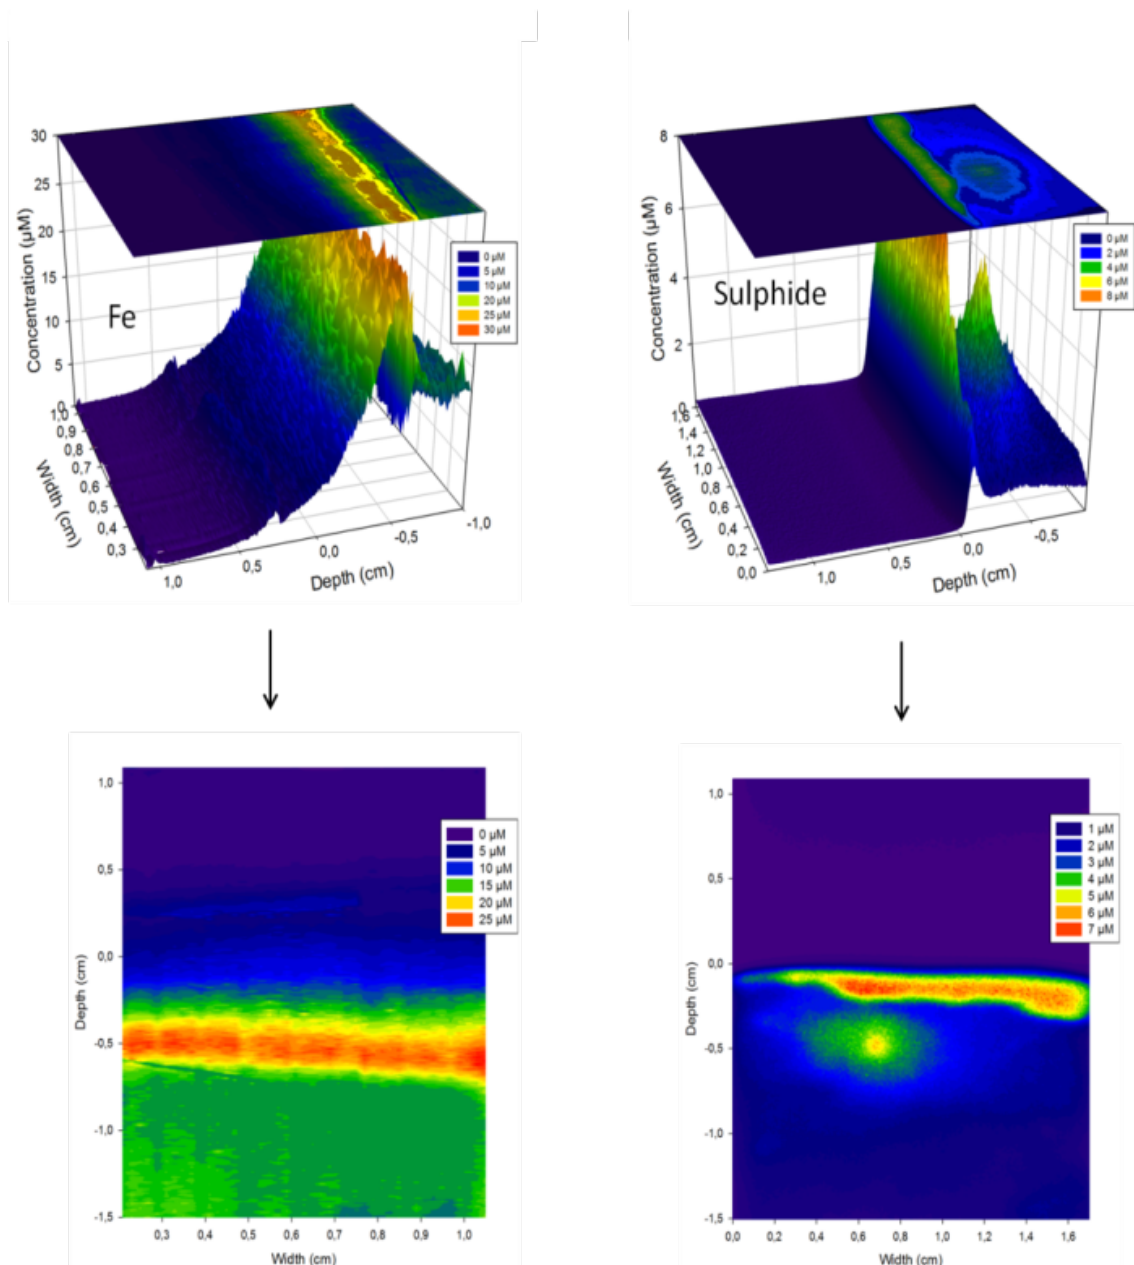 30
25
20
15
10
5
0
Concentration (µM)
Fe
0 µM
5 µM
10 µM
20 µM
25 µM
30 µM
1,0
0,9
0,8
0,7
0,6
0,5
0,4
0,3
Width (cm)
1,0
0,5
0,0
-0,5
-1,0
Depth (cm)
8
6
4
2
0
Concentration (µM)
Sulphide
0 µM
2 µM
4 µM
6 µM
8 µM
1,6
1,4
1,2
1,0
0,8
0,6
0,4
0,2
0,0
Width (cm)
1,0
0,5
0,0
-0,5
Depth (cm)
1,0
0,5
0,0
-0,5
-1,0
-1,5
Depth (cm)
0 µM
5 µM
10 µM
15 µM
20 µM
25 µM
0,3 0,4 0,5 0,6 0,7 0,8 0,9 1,0
Width (cm)
1,0
0,5
0,0
-0,5
-1,0
-1,5
Depth (cm)
1 µM
2 µM
3 µM
4 µM
5 µM
6 µM
7 µM
0,0 0,2 0,4 0,6 0,8 1,0 1,2 1,4 1,6
Width (cm)